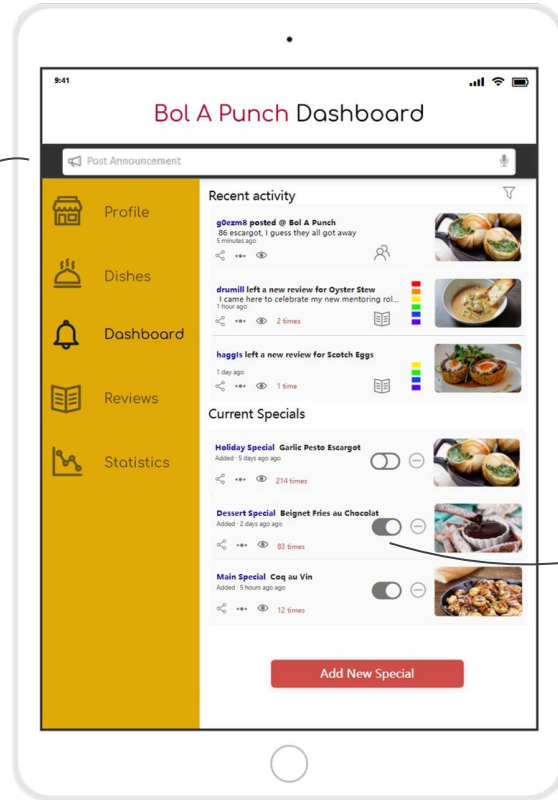 9:41
Bol A Punch Dashboard
Post Announcement
Profile
Dishes
Dashboard
Reviews
Statistics
Recent activity
g0ezm8 posted @ Bol A Punch
86 escargot, I guess they all got away
5 minutes ago
drumill left a new review for Oyster Stew
I came here to celebrate my new mentoring rol...
1 hour ago
2 times
haggis left a new review for Scotch Eggs
1 day ago
1 time
Current Specials
Holiday Special Garlic Pesto Escargot
Added · 5 days ago ago
214 times
Dessert Special Beignet Fries au Chocolat
Added · 2 days ago ago
83 times
Main Special Coq au Vin
Added · 5 hours ago ago
12 times
Add New Special